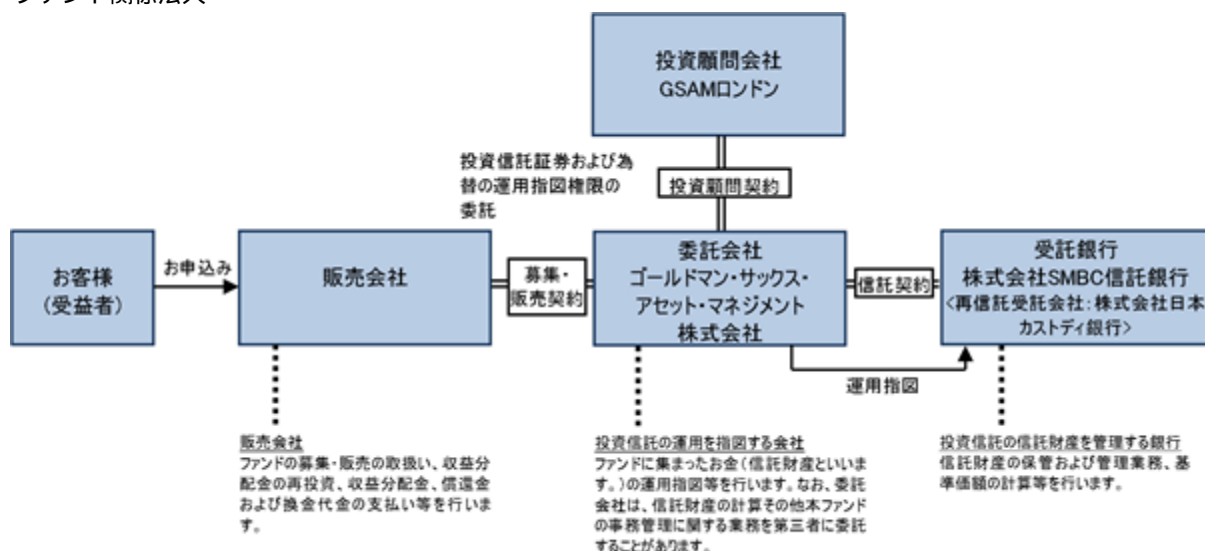 ファンド関係法人
投資顧問会社
GSAMロンドン
投資信託証券および為
替の運用指図権限の
委託
投資顧問契約
お客様
(受益者)
お申込み
販売会社
募集・
販売契約
委託会社
ゴールドマン・サックス・
アセット・マネジメント
株式会社
信託契約
受託銀行
株式会社SMBC信託銀行
<再信託受託会社:株式会社日本
カストディ銀行>
運用指図
販売会社
ファンドの募集・販売の取扱い、収益分
配金の再投資、収益分配金、償還金
および換金代金の支払い等を行いま
す。
投資信託の運用を指図する会社
ファンドに集まったお金(信託財産といいま
す。)の運用指図等を行います。なお、委託
会社は、信託財産の計算その他本ファンド
の事務管理に関する業務を第三者に委託
することがあります。
投資信託の信託財産を管理する銀行
信託財産の保管および管理業務、基
準価額の計算等を行います。